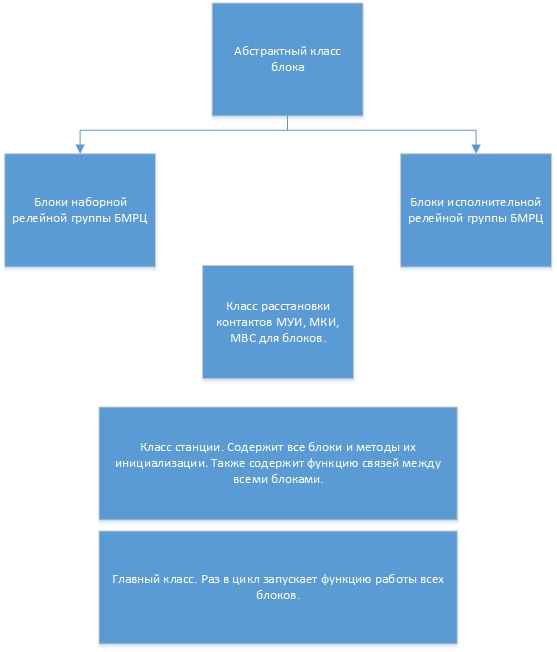 Абстрактный класс
блока
Блоки наборной
релейной группы БМРЦ
Блоки исполнительной
релейной группы БМРЦ
Класс расстановки
контактов МУИ, МКИ,
МВС для блоков.
Класс станции. Содержит все блоки и методы их
инициализации. Также содержит функцию связей между
всеми блоками.
Главный класс. Раз в цикл запускает функцию работы всех
блоков.